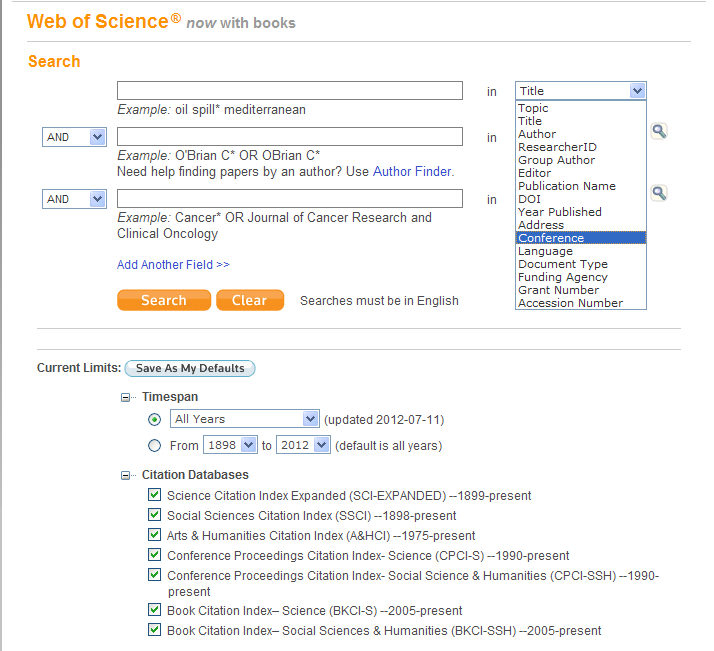 Web of Science® now with books
Search
in Title
Example: oil spill* mediterranean
Topic
Title
Author
ResearcherID
Group Author
Editor
Publication Name
DOI
Year Published
Address
Conference
Language
Document Type
Funding Agency
Grant Number
Accession Number
AND in
Example: O'Brian C* OR OBrian C*
Need help finding papers by an author? Use Author Finder.
AND in
Example: Cancer* OR Journal of Cancer Research and
Clinical Oncology
Add Another Field >>
Search Clear Searches must be in English
Current Limits: Save As My Defaults
Timespan
All Years (updated 2012-07-11)
From 1898 to 2012 (default is all years)
Citation Databases
Science Citation Index Expanded (SCI-EXPANDED) --1899-present
Social Sciences Citation Index (SSCI) --1898-present
Arts & Humanities Citation Index (A&HCI) --1975-present
Conference Proceedings Citation Index- Science (CPCI-S) --1990-present
Conference Proceedings Citation Index- Social Science & Humanities (CPCI-SSH) --1990-
present
Book Citation Index– Science (BKCI-S) --2005-present
Book Citation Index– Social Sciences & Humanities (BKCI-SSH) --2005-present